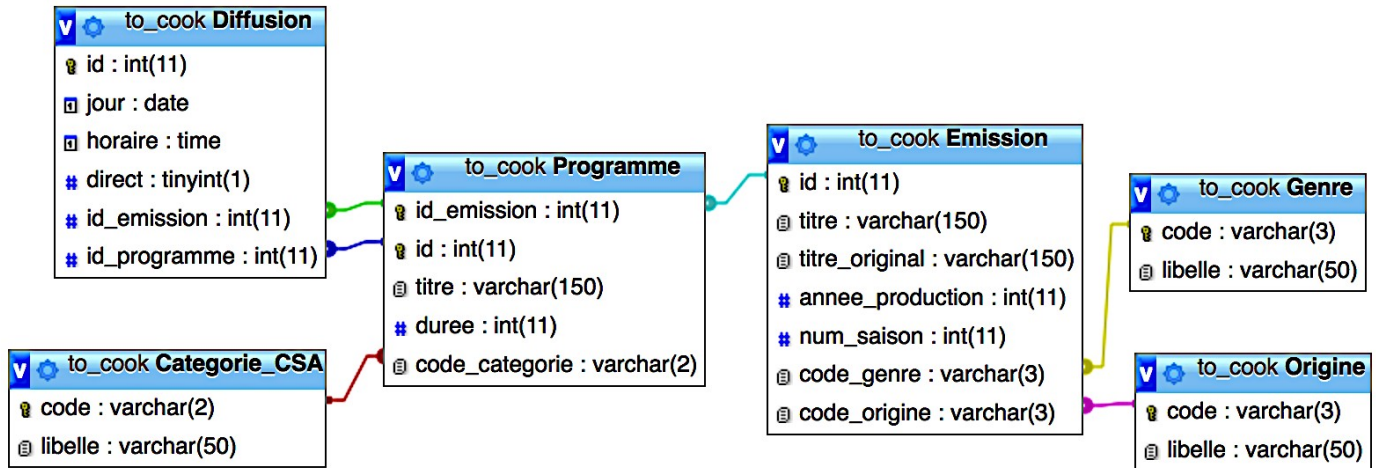 to_cook Diffusion
id : int(11)
jour : date
horaire : time
# direct : tinyint(1)
# id_emission : int(11)
# id_programme : int(11)
to_cook Categorie_CSA
code : varchar(2)
libelle : varchar(50)
to_cook Programme
id_emission : int(11)
id : int(11)
titre : varchar(150)
# duree : int(11)
code_categorie : varchar(2)
to_cook Emission
id : int(11)
titre : varchar(150)
titre_original : varchar(150)
# annee_production : int(11)
# num_saison : int(11)
code_genre : varchar(3)
code_origine : varchar(3)
to_cook Genre
code : varchar(3)
libelle : varchar(50)
to_cook Origine
code : varchar(3)
libelle : varchar(50)